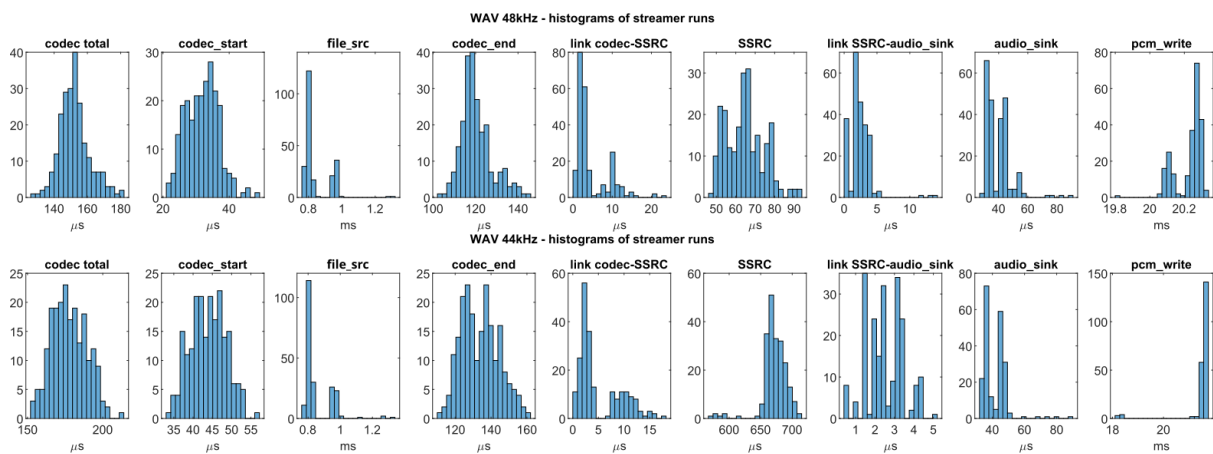 WAV 48kHz - histograms of streamer runs
codec total codec_start file_src codec_end link codec-SSRC SSRC link SSRC-audio_sink audio_sink pcm_write
40 30 40 80 80 80
30 20 100 30 60 30 60 60 60
20 20 40 20 40 40 40
10 10 50 10 20 10 20 20 20
0 0 0 0 0 0 0 0 0
140 160 180 20 40 0.8 1 1.2 100 120 140 0 10 20 50 60 70 80 90 0 5 10 40 60 80 19.8 20 20.2
μs μs ms μs μs μs μs μs ms
WAV 44kHz - histograms of streamer runs
codec total codec_start file_src codec_end link codec-SSRC SSRC link SSRC-audio_sink audio_sink pcm_write
25 25 25 60 60 80 150
20 20 100 20 30 60
15 15 15 40 40 20 100
10 10 50 10 20 20 10 40 50
5 5 5 20
0 0 0 0 0 0 0 0 0
150 200 35 40 45 50 55 0.8 1 1.2 120 140 160 0 5 10 15 600 650 700 1 2 3 4 5 40 60 80 18 20
μs μs ms μs μs μs μs μs ms